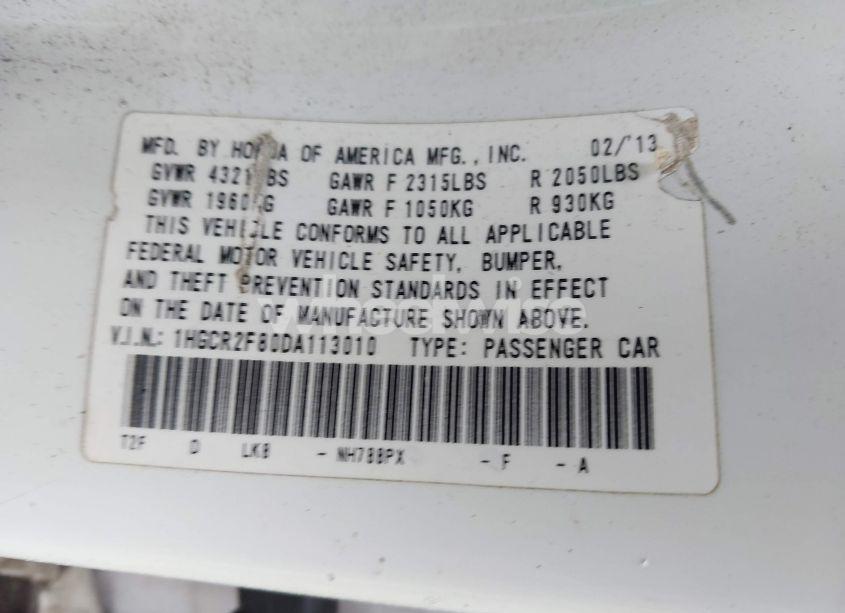 MFD. BY HONDA OF AMERICA MFG., INC. 02/'13
GVWR 4321LBS GAWR F 2315LBS R 2050LBS
GVWR 1960KG GAWR F 1050KG R 930KG
THIS VEHICLE CONFORMS TO ALL APPLICABLE
FEDERAL MOTOR VEHICLE SAFETY, BUMPER,
AND THEFT PREVENTION STANDARDS IN EFFECT
ON THE DATE OF MANUFACTURE SHOWN ABOVE.
V.I.N.: 1HGCR2F80DA113010 TYPE: PASSENGER CAR
T2F D LKB - NH788PX - F - A